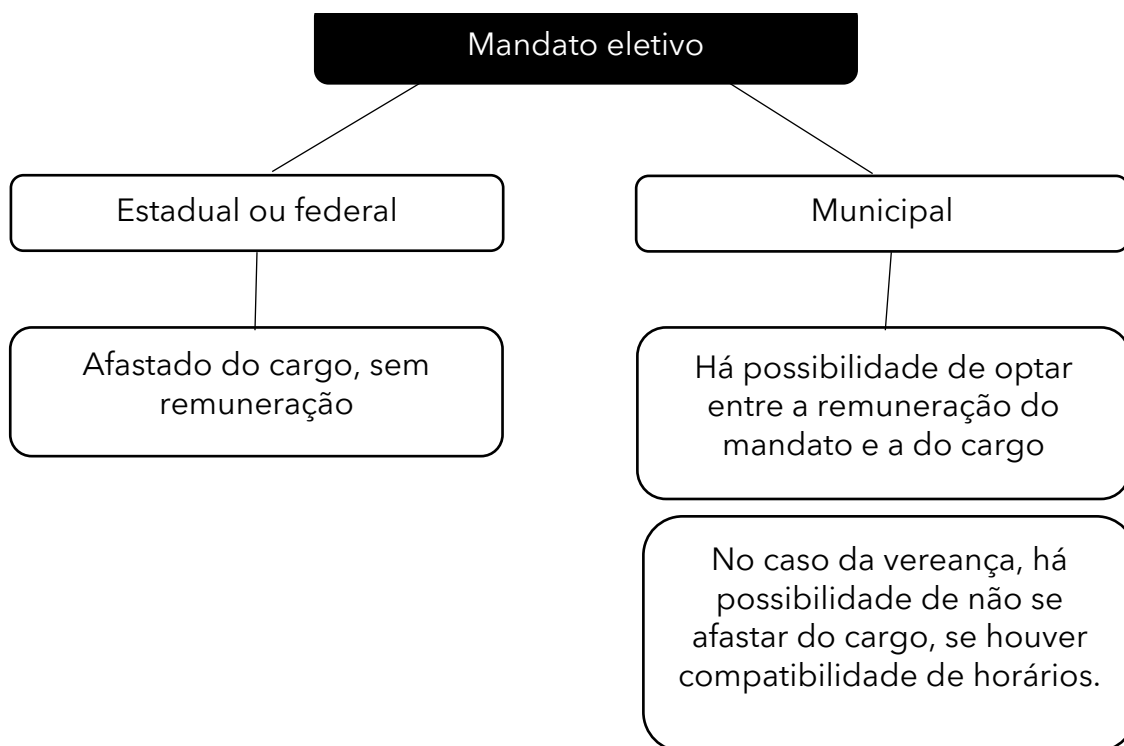 Mandato eletivo
Estadual ou federal
Municipal
Afastado do cargo, sem
remuneração
Há possibilidade de optar
entre a remuneração do
mandato e a do cargo
No caso da vereança, há
possibilidade de não se
afastar do cargo, se houver
compatibilidade de horários.